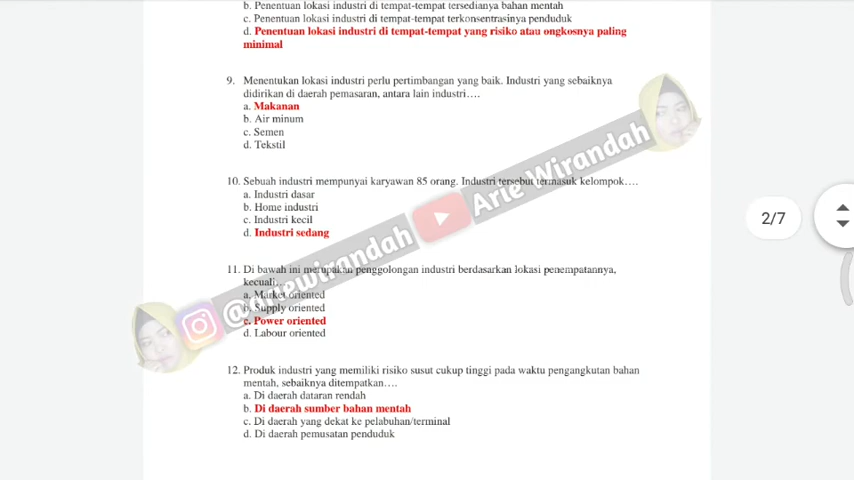 b. Penentuan lokasi industri di tempat-tempat tersedianya bahan mentah
c. Penentuan lokasi industri di tempat-tempat terkonsentrasinya penduduk
d. Penentuan lokasi industri di tempat-tempat yang risiko atau ongkosnya paling
minimal
9. Menentukan lokasi industri perlu pertimbangan yang baik. Industri yang sebaiknya
didirikan di daerah pemasaran, antara lain industri….
a. Makanan
b. Air minum
c. Semen
d. Tekstil
10. Sebuah industri mempunyai karyawan 85 orang. Industri tersebut termasuk kelompok….
a. Industri dasar
b. Home industri
c. Industri kecil
d. Industri sedang
11. Di bawah ini merupakan penggolongan industri berdasarkan lokasi penempatannya,
kecuali…
a. Market oriented
b. Supply oriented
c. Power oriented
d. Labour oriented
12. Produk industri yang memiliki risiko susut cukup tinggi pada waktu pengangkutan bahan
mentah, sebaiknya ditempatkan….
a. Di daerah dataran rendah
b. Di daerah sumber bahan mentah
c. Di daerah yang dekat ke pelabuhan/terminal
d. Di daerah pemusatan penduduk
@ariewirandah
Arie Wirandah
2/7